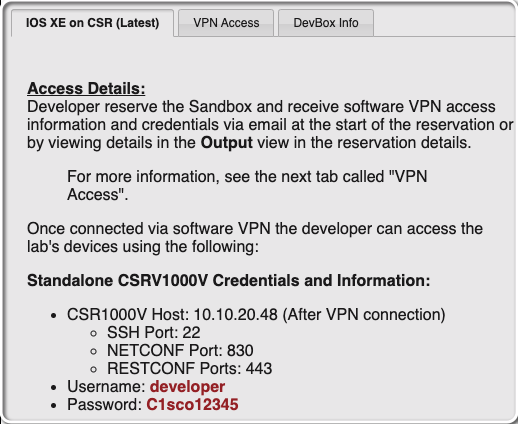 IOS XE on CSR (Latest)
VPN Access
DevBox Info
Access Details:
Developer reserve the Sandbox and receive software VPN access
information and credentials via email at the start of the reservation or
by viewing details in the Output view in the reservation details.
For more information, see the next tab called "VPN
Access".
Once connected via software VPN the developer can access the
lab's devices using the following:
Standalone CSRV1000V Credentials and Information:
• CSR1000V Host: 10.10.20.48 (After VPN connection)
◦ SSH Port: 22
◦ NETCONF Port: 830
◦ RESTCONF Ports: 443
• Username: developer
• Password: C1sco12345